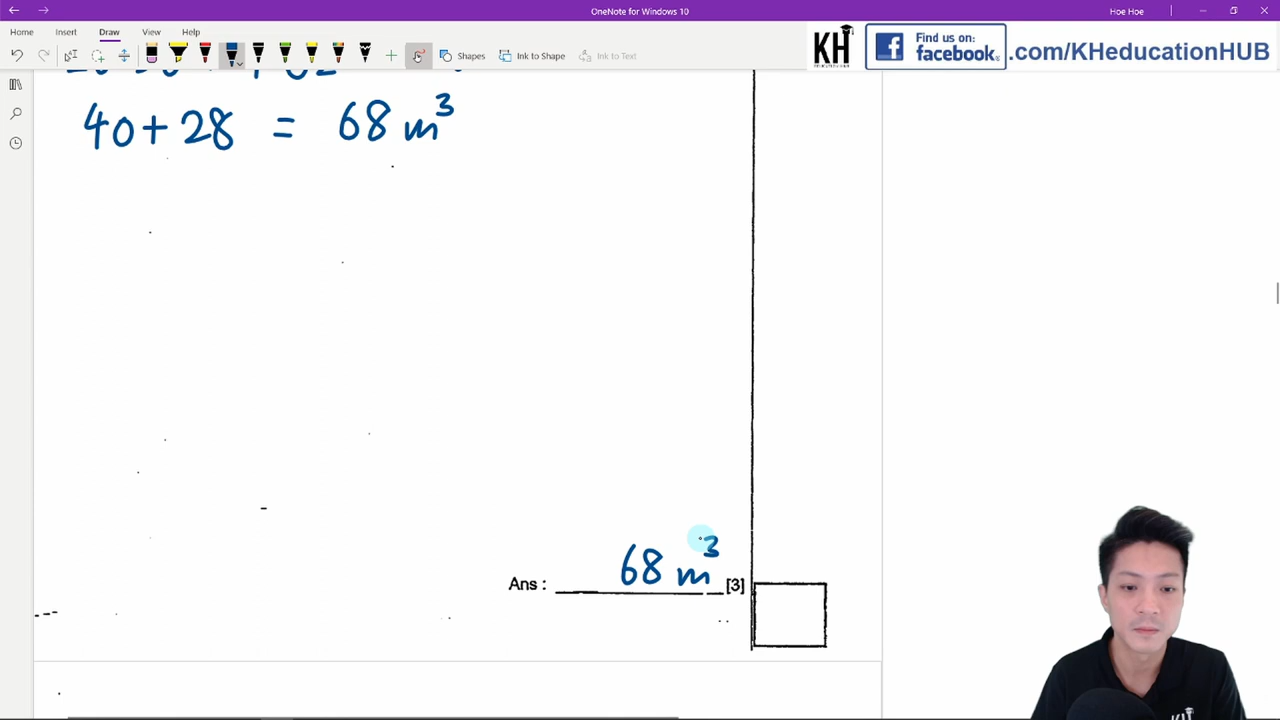 OneNote for Windows 10
Hoe Hoe
Home Insert Draw View Help
Shapes
Ink to Shape
Ink to Text
KH
Find us on:
facebook.
.com/KHeducationHUB
40 + 28 = 68 m³
68 m³
Ans : [3]
KH